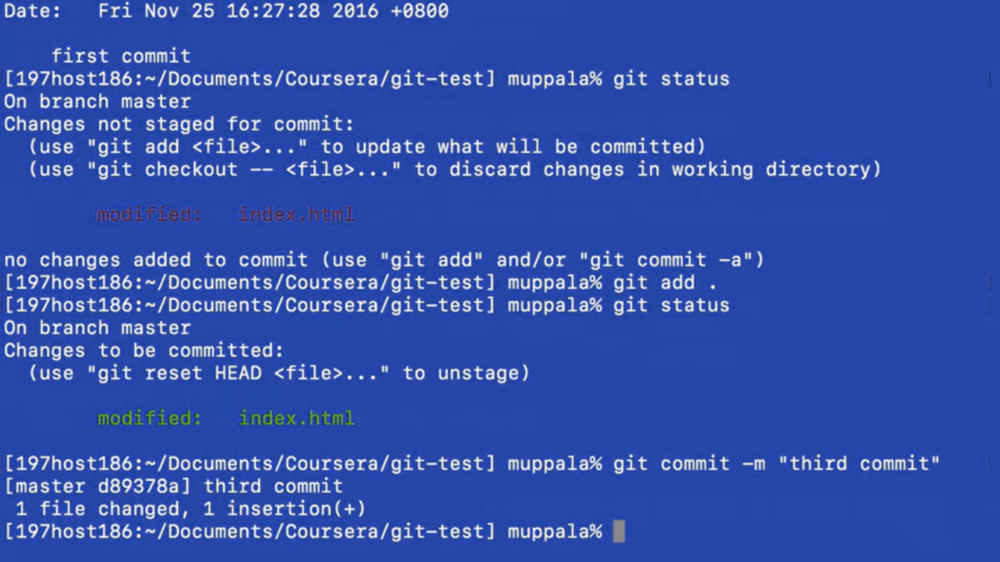 Date:   Fri Nov 25 16:27:28 2016 +0800
    first commit
[197host186:~/Documents/Coursera/git-test] muppala% git status
On branch master
Changes not staged for commit:
  (use "git add <file>..." to update what will be committed)
  (use "git checkout -- <file>..." to discard changes in working directory)
        modified:   index.html
no changes added to commit (use "git add" and/or "git commit -a")
[197host186:~/Documents/Coursera/git-test] muppala% git add .
[197host186:~/Documents/Coursera/git-test] muppala% git status
On branch master
Changes to be committed:
  (use "git reset HEAD <file>..." to unstage)
        modified:   index.html
[197host186:~/Documents/Coursera/git-test] muppala% git commit -m "third commit"
[master d89378a] third commit
 1 file changed, 1 insertion(+)
[197host186:~/Documents/Coursera/git-test] muppala%